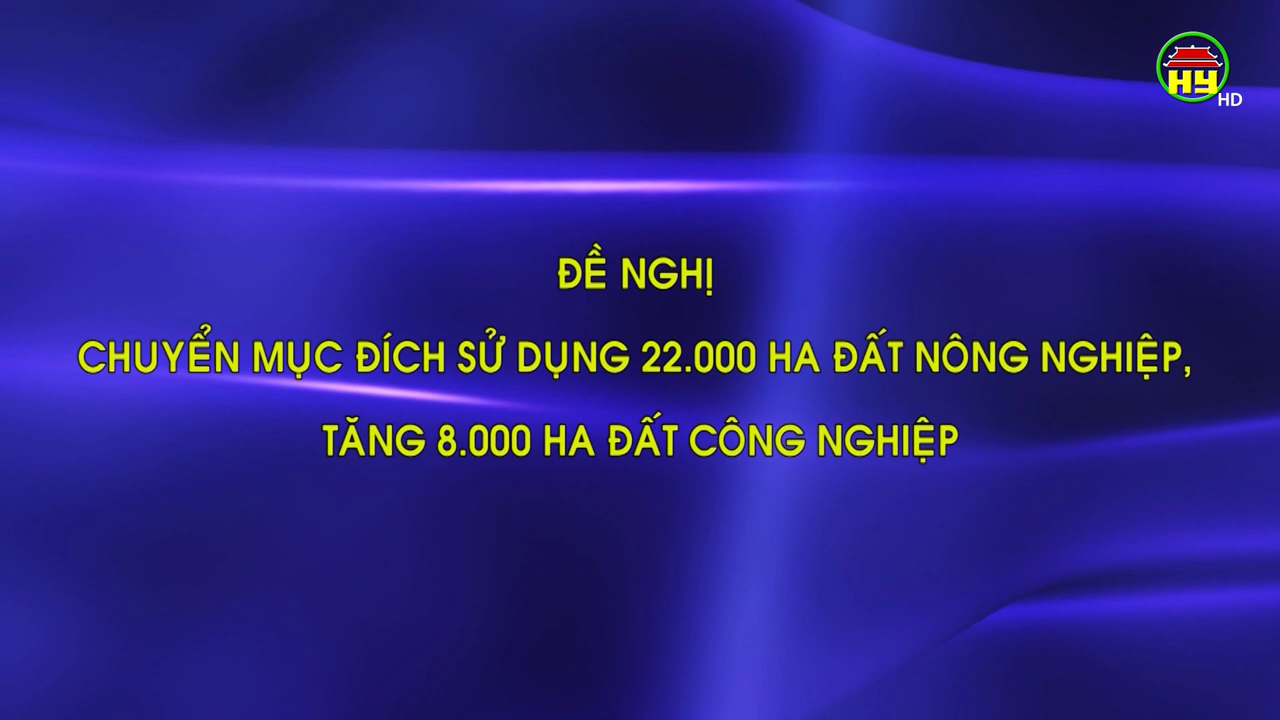 HY
HD
ĐỀ NGHỊ
CHUYỂN MỤC ĐÍCH SỬ DỤNG 22.000 HA ĐẤT NÔNG NGHIỆP,
TĂNG 8.000 HA ĐẤT CÔNG NGHIỆP